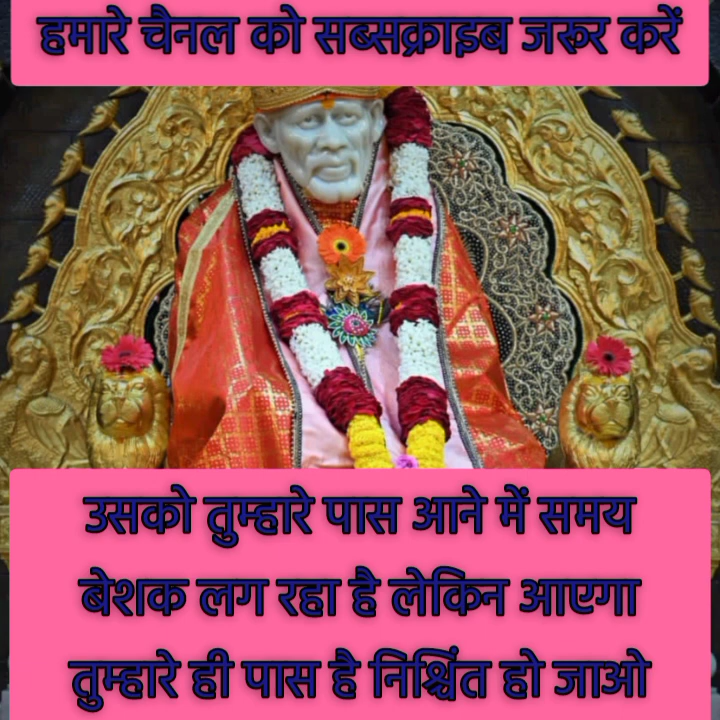 हमारे चैनल को सब्सक्राइब जरूर करें
उसको तुम्हारे पास आने में समय
बेशक लग रहा है लेकिन आएगा
तुम्हारे ही पास है निश्चिंत हो जाओ